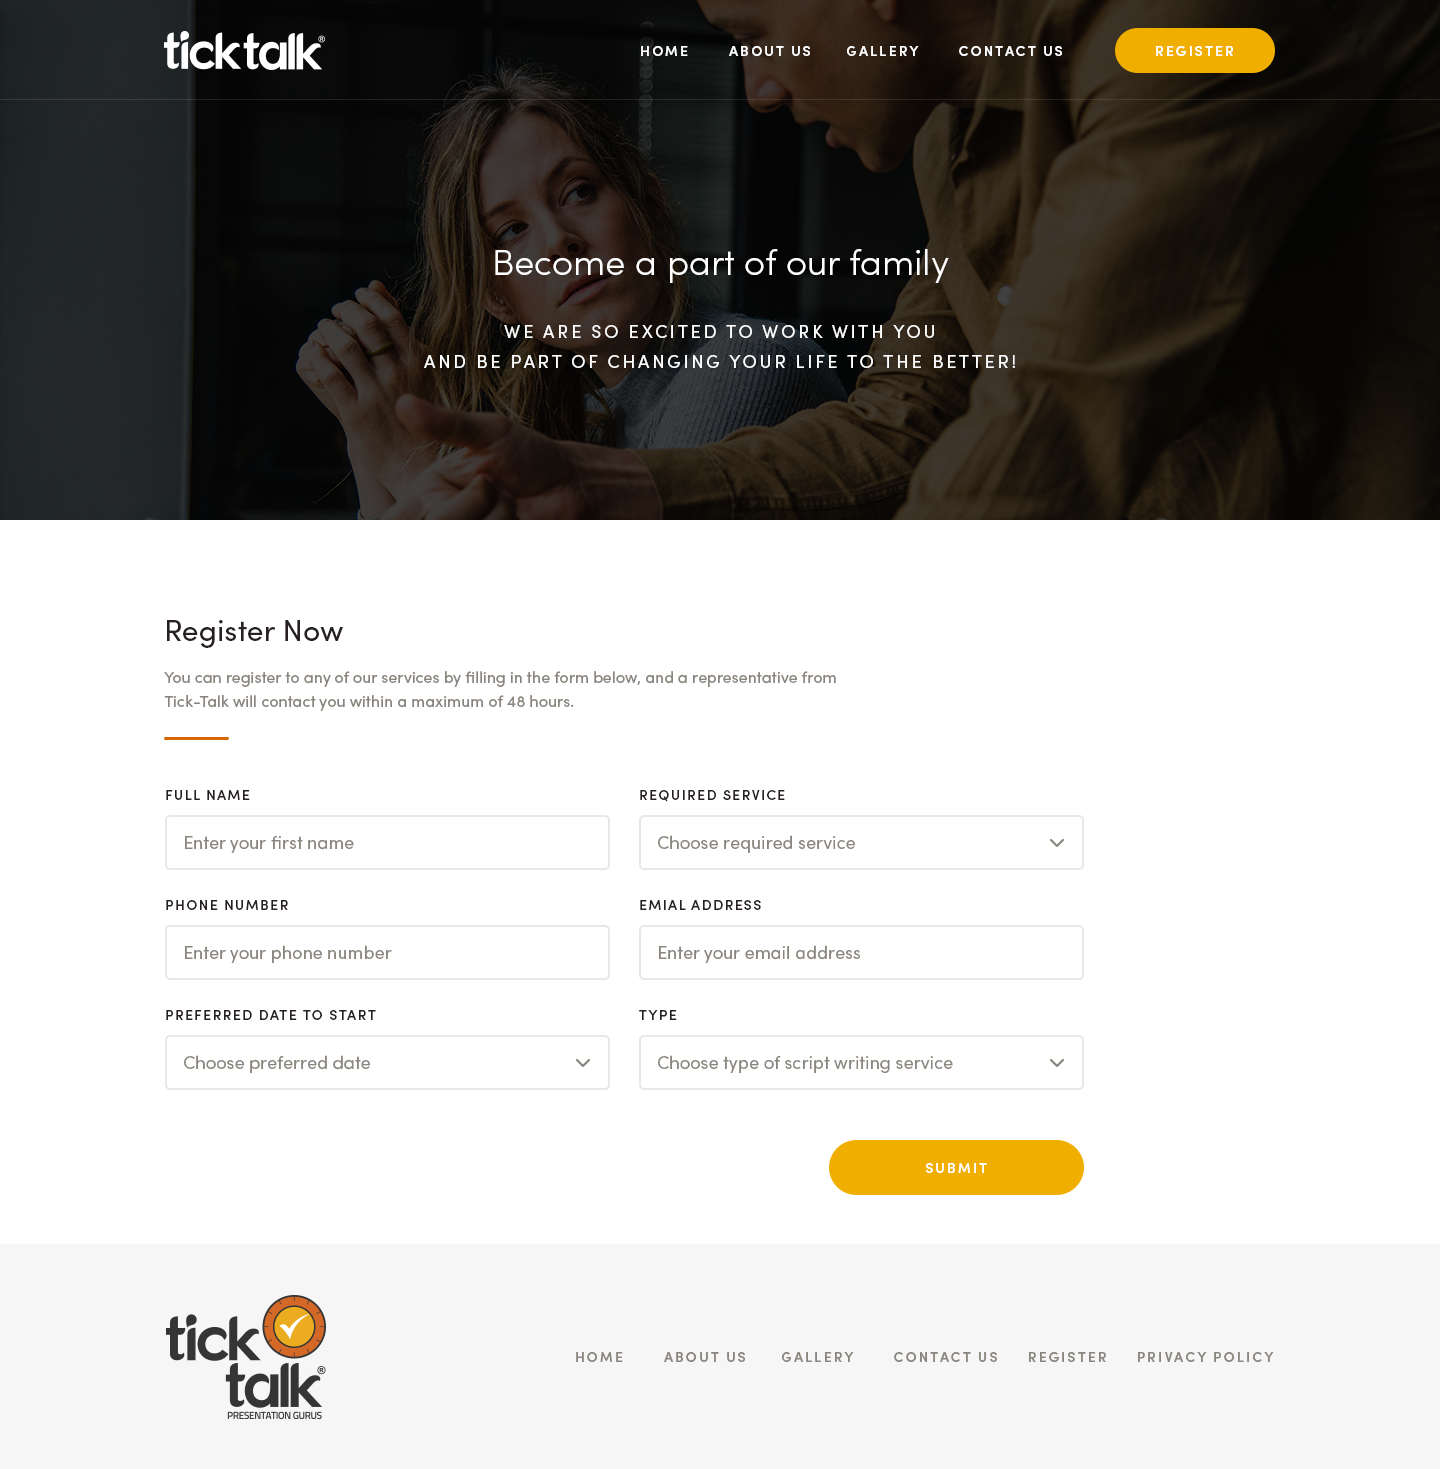 ticktalk®
HOME ABOUT US GALLERY CONTACT US REGISTER
Become a part of our family
WE ARE SO EXCITED TO WORK WITH YOU
AND BE PART OF CHANGING YOUR LIFE TO THE BETTER!
Register Now
You can register to any of our services by filling in the form below, and a representative from
Tick-Talk will contact you within a maximum of 48 hours.
FULL NAME
Enter your first name
REQUIRED SERVICE
Choose required service
PHONE NUMBER
Enter your phone number
EMIAL ADDRESS
Enter your email address
PREFERRED DATE TO START
Choose preferred date
TYPE
Choose type of script writing service
SUBMIT
tick
talk®
PRESENTATION GURUS
HOME ABOUT US GALLERY CONTACT US REGISTER PRIVACY POLICY